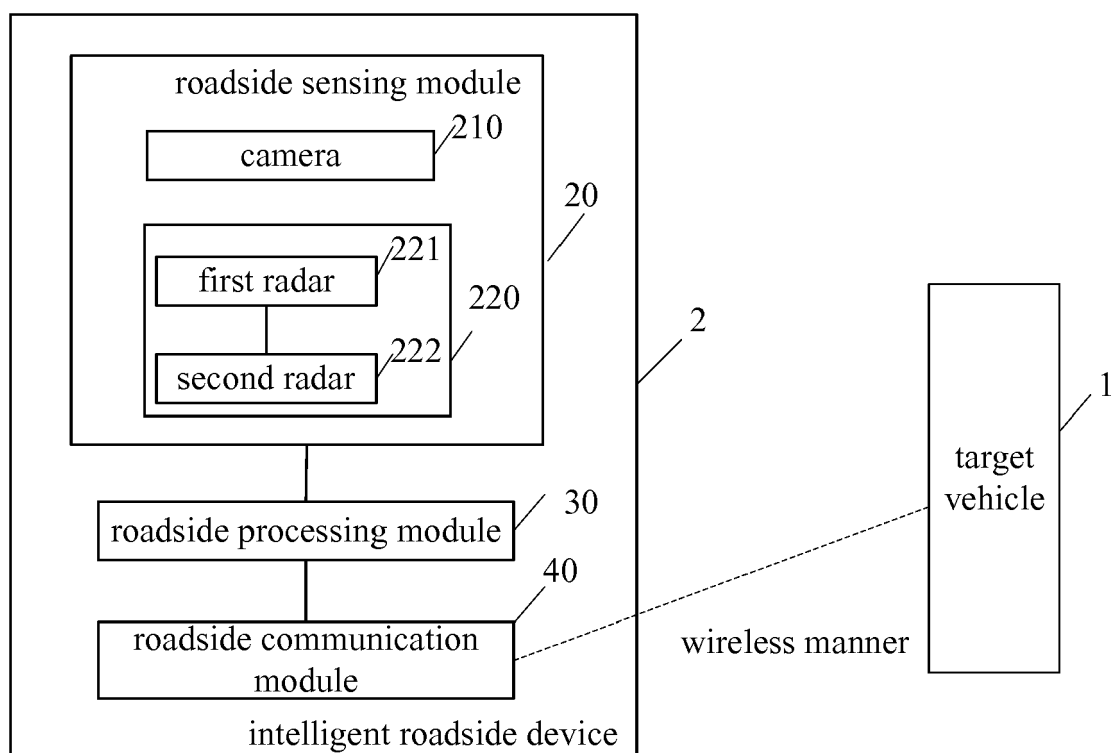 roadside sensing module
210
camera
20
221
first radar
220
222
second radar
2
1
target
vehicle
30
roadside processing module
40
roadside communication
module
wireless manner
intelligent roadside device